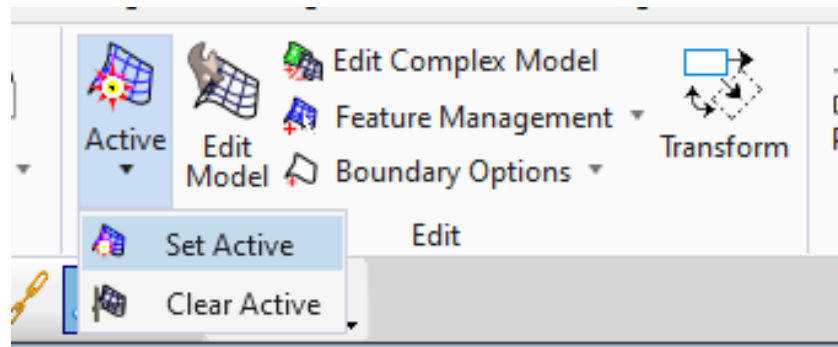 Active
Edit
Model
Edit Complex Model
Feature Management
Boundary Options
Transform
Edit
Set Active
Clear Active